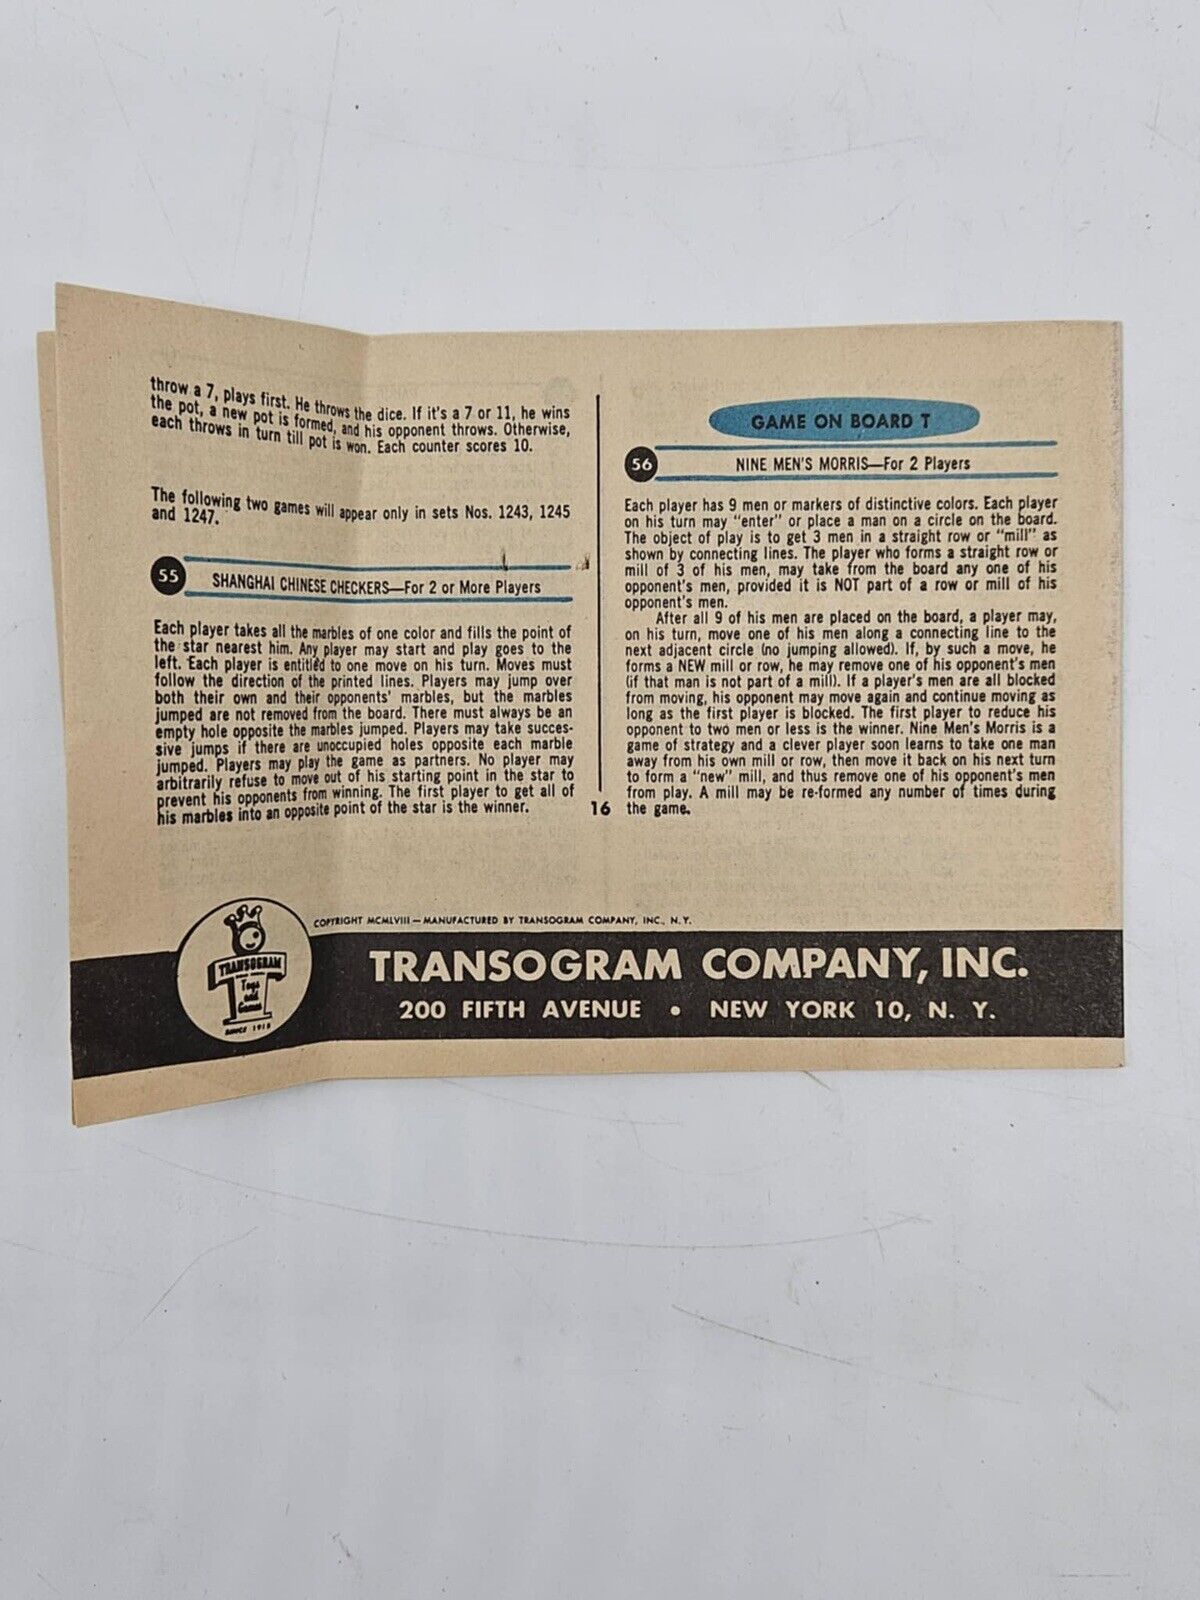 throw a 7, plays first. He throws the dice. If it's a 7 or 11, he wins
the pot, a new pot is formed, and his opponent throws. Otherwise,
each throws in turn till pot is won. Each counter scores 10.
The following two games will appear only in sets Nos. 1243, 1245
and 1247.
55 SHANGHAI CHINESE CHECKERS—For 2 or More Players
Each player takes all the marbles of one color and fills the point of
the star nearest him. Any player may start and play goes to the
left. Each player is entitled to one move on his turn. Moves must
follow the direction of the printed lines. Players may jump over
both their own and their opponents' marbles, but the marbles
jumped are not removed from the board. There must always be an
empty hole opposite the marbles jumped. Players may take succes-
sive jumps if there are unoccupied holes opposite each marble
jumped. Players may play the game as partners. No player may
arbitrarily refuse to move out of his starting point in the star to
prevent his opponents from winning. The first player to get all of
his marbles into an opposite point of the star is the winner.
GAME ON BOARD T
56 NINE MEN'S MORRIS—For 2 Players
Each player has 9 men or markers of distinctive colors. Each player
on his turn may "enter" or place a man on a circle on the board.
The object of play is to get 3 men in a straight row or "mill" as
shown by connecting lines. The player who forms a straight row or
mill of 3 of his men, may take from the board any one of his
opponent's men, provided it is NOT part of a row or mill of his
opponent's men.
After all 9 of his men are placed on the board, a player may,
on his turn, move one of his men along a connecting line to the
next adjacent circle (no jumping allowed). If, by such a move, he
forms a NEW mill or row, he may remove one of his opponent's men
(if that man is not part of a mill). If a player's men are all blocked
from moving, his opponent may move again and continue moving as
long as the first player is blocked. The first player to reduce his
opponent to two men or less is the winner. Nine Men's Morris is a
game of strategy and a clever player soon learns to take one man
away from his own mill or row, then move it back on his next turn
to form a "new" mill, and thus remove one of his opponent's men
from play. A mill may be re-formed any number of times during
the game.
16
COPYRIGHT MCMLVIII — MANUFACTURED BY TRANSOGRAM COMPANY, INC., N. Y.
TRANSOGRAM
Toys
and
Games
SINCE 1915
TRANSOGRAM COMPANY, INC.
200 FIFTH AVENUE • NEW YORK 10, N. Y.